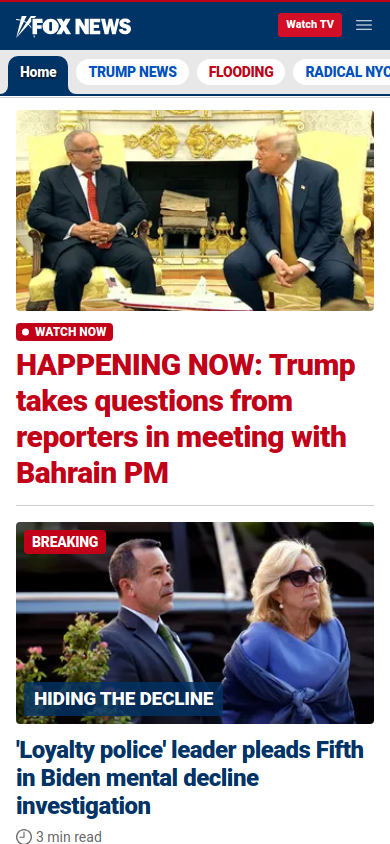 FOX NEWS
Watch TV
Home
TRUMP NEWS
FLOODING
RADICAL NYC
WATCH NOW
HAPPENING NOW: Trump
takes questions from
reporters in meeting with
Bahrain PM
BREAKING
HIDING THE DECLINE
'Loyalty police' leader pleads Fifth
in Biden mental decline
investigation
3 min read